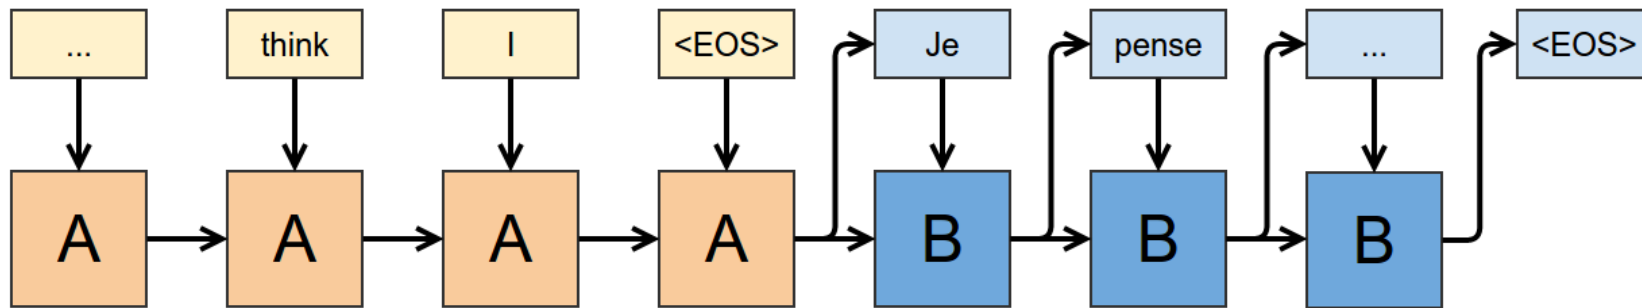 ... think I <EOS> Je pense ... <EOS>
A A A A B B B